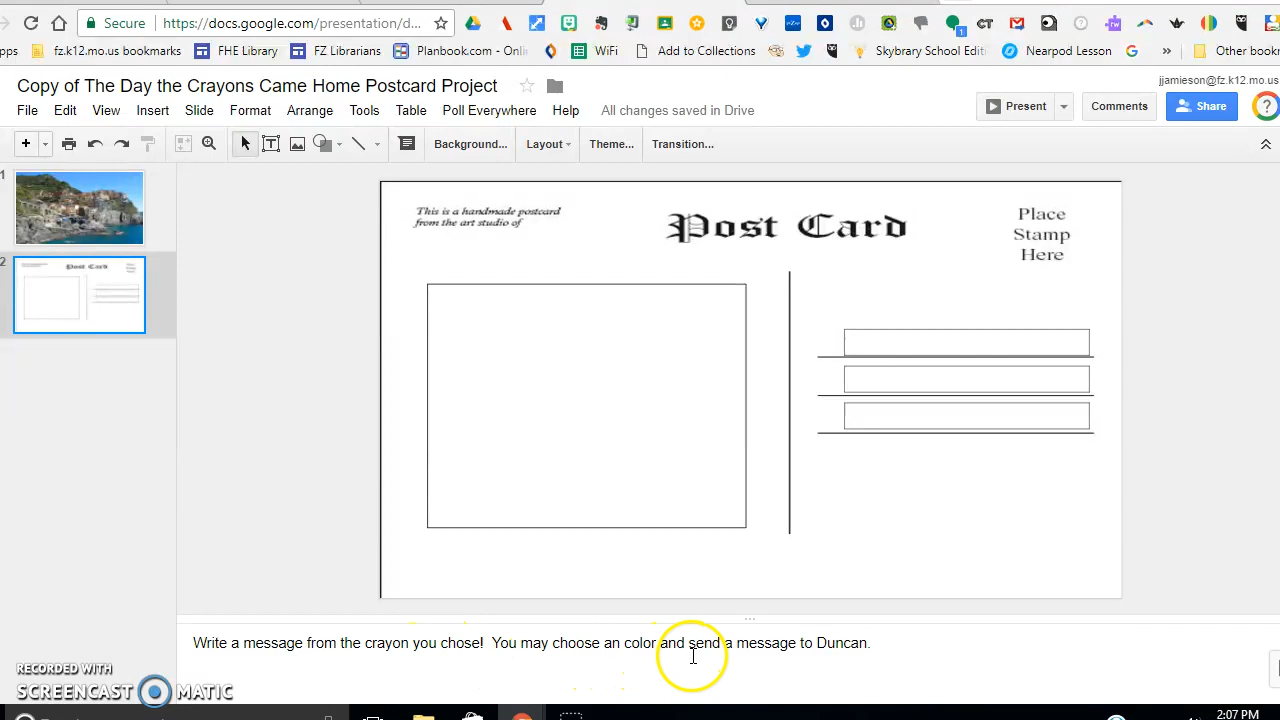 Secure https://docs.google.com/presentation/d...
pps fz.k12.mo.us bookmarks FHE Library FZ Librarians Planbook.com - Onli WiFi Add to Collections Skybary School Editi Nearpod Lesson » Other book
Copy of The Day the Crayons Came Home Postcard Project
jjamieson@fz.k12.mo.us
File Edit View Insert Slide Format Arrange Tools Table Poll Everywhere Help All changes saved in Drive
Present Comments Share
Background... Layout Theme... Transition...
1
2
This is a handmade postcard
from the art studio of
Post Card
Place
Stamp
Here
Write a message from the crayon you chose! You may choose an color and send a message to Duncan.
RECORDED WITH
SCREENCAST MATIC
2:07 PM